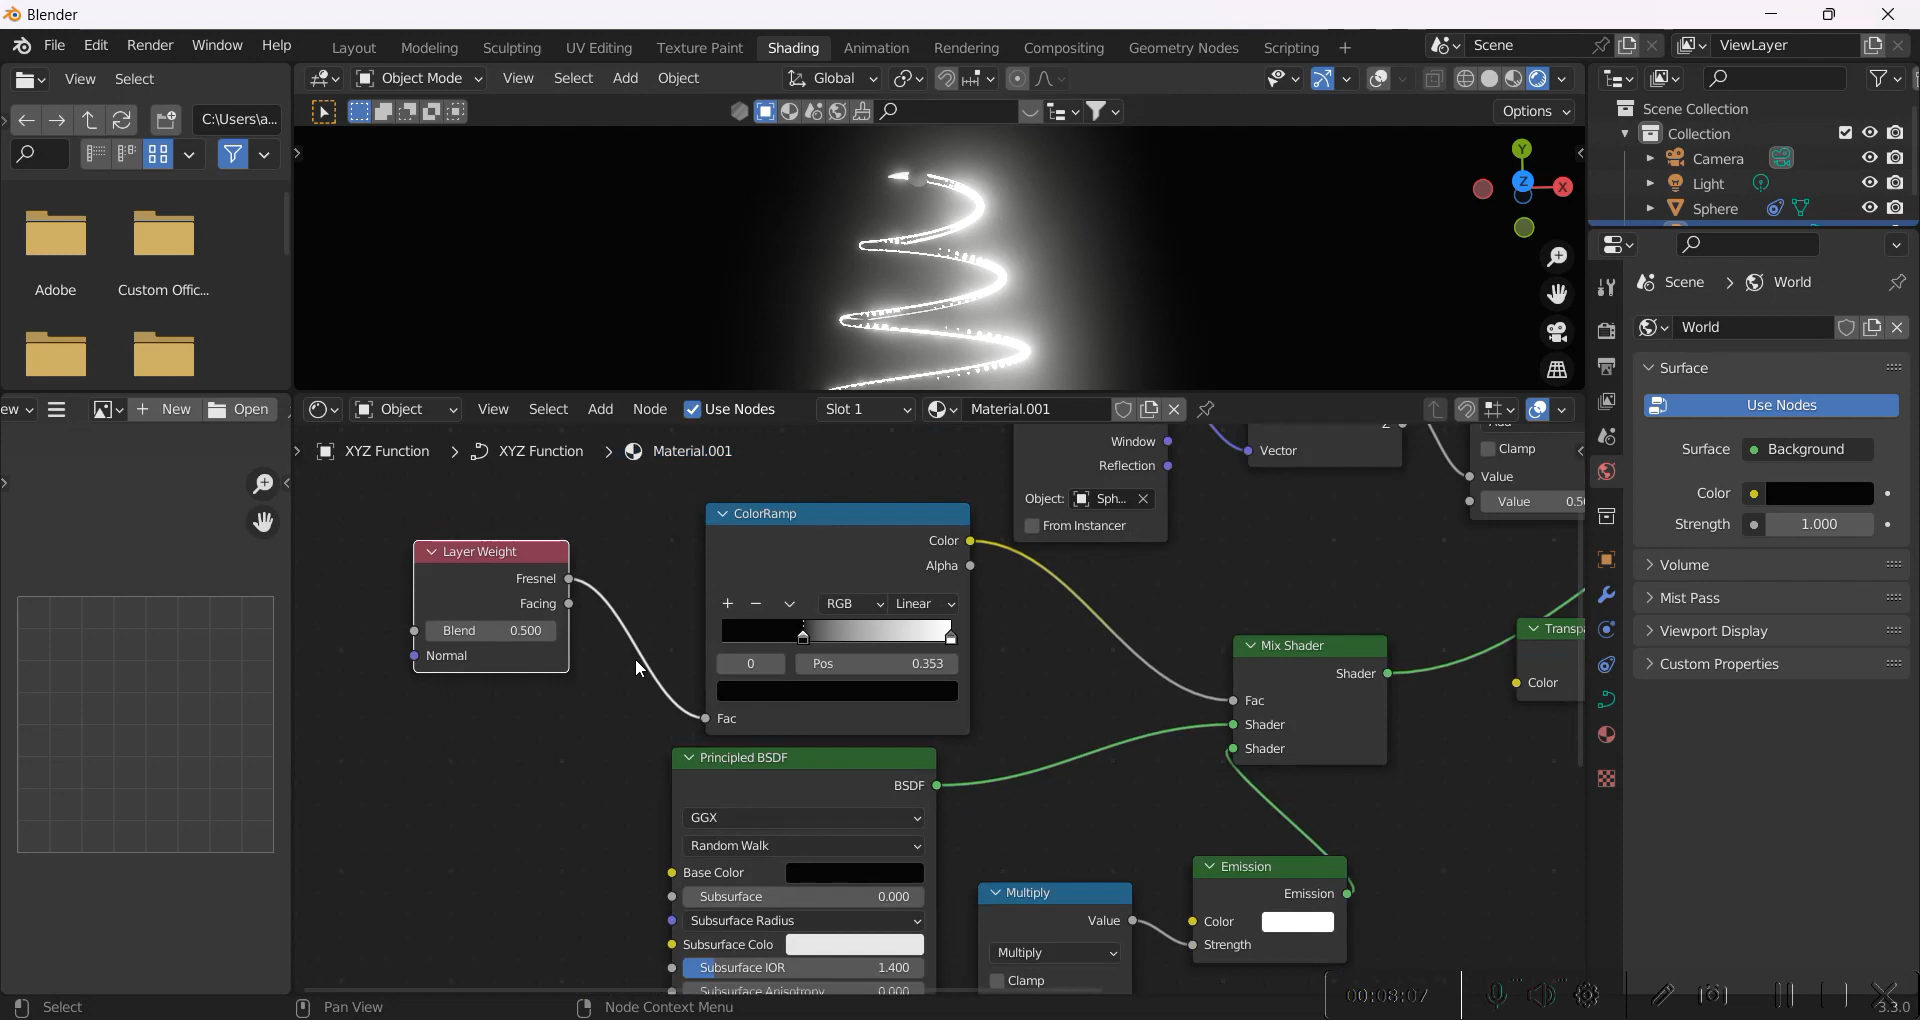 Blender
File Edit Render Window Help
Layout Modeling Sculpting UV Editing Texture Paint Shading Animation Rendering Compositing Geometry Nodes Scripting +
Scene
ViewLayer
View Select
Object Mode View Select Add Object
Global
C:\Users\a...
Options
Scene Collection
Collection
Camera
Light
Sphere
Y
Z
X
Adobe
Custom Offic...
Scene > World
World
Surface
Use Nodes
Surface Background
Color
Strength 1.000
Volume
Mist Pass
Viewport Display
Custom Properties
ew
New
Open
Object View Select Add Node Use Nodes Slot 1 Material.001
XYZ Function > XYZ Function > Material.001
Window
Reflection
Object: Sph...
From Instancer
Vector
Clamp
Value
Value 0.50
Layer Weight
Fresnel
Facing
Blend 0.500
Normal
ColorRamp
Color
Alpha
RGB Linear
0 Pos 0.353
Fac
Mix Shader
Shader
Fac
Shader
Shader
Transpa
Color
Principled BSDF
BSDF
GGX
Random Walk
Base Color
Subsurface 0.000
Subsurface Radius
Subsurface Colo
Subsurface IOR 1.400
Subsurface Anisotropy 0.000
Multiply
Value
Multiply
Clamp
Emission
Emission
Color
Strength
Select
Pan View
Node Context Menu
00:08:07
3.3.0